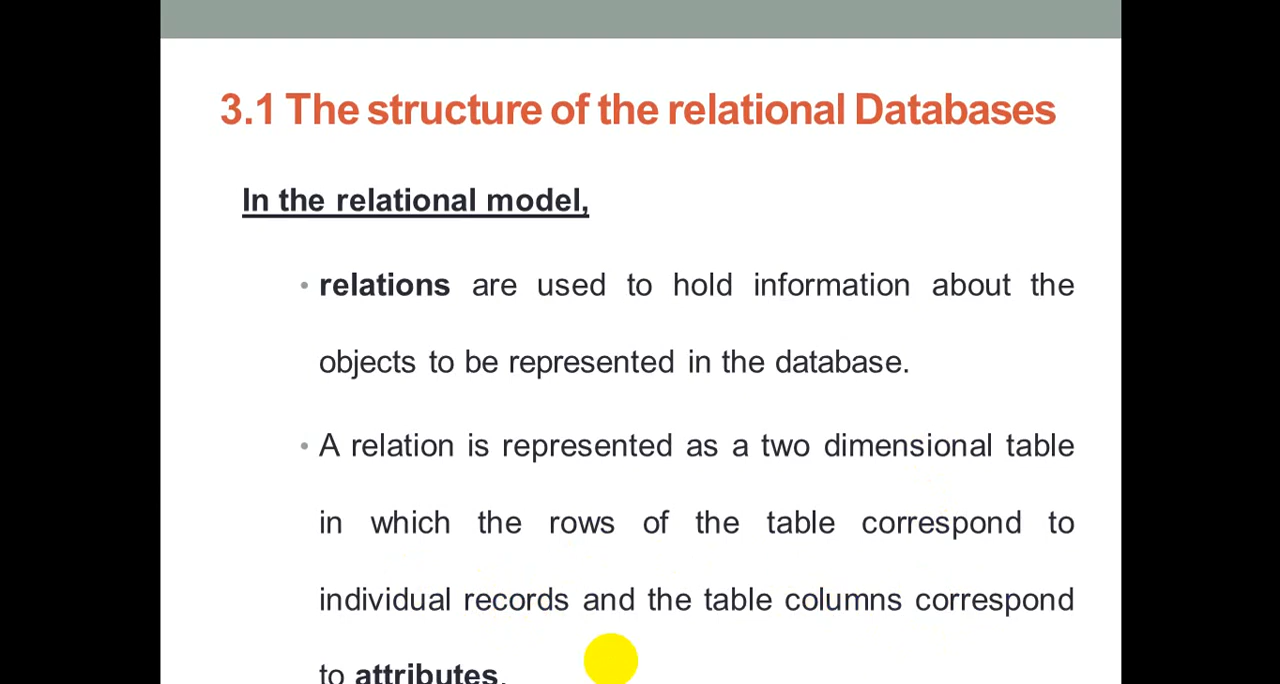 3.1 The structure of the relational Databases
In the relational model,
• relations are used to hold information about the
objects to be represented in the database.
• A relation is represented as a two dimensional table
in which the rows of the table correspond to
individual records and the table columns correspond
to attributes.